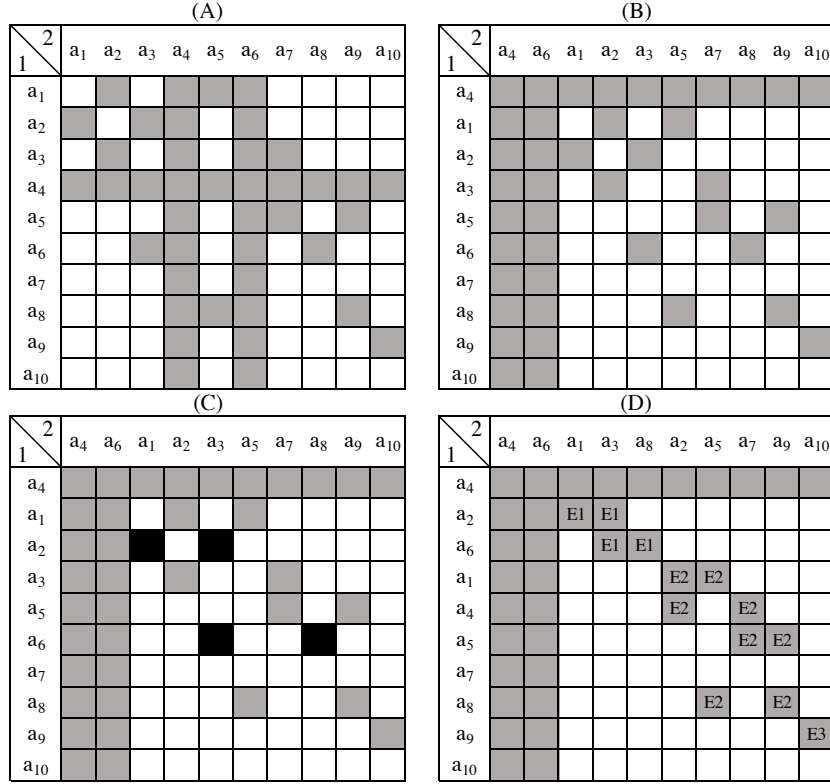 (A)
2
1
a1 a2 a3 a4 a5 a6 a7 a8 a9 a10
a1
a2
a3
a4
a5
a6
a7
a8
a9
a10
(B)
2
1
a4 a6 a1 a2 a3 a5 a7 a8 a9 a10
a4
a1
a2
a3
a5
a6
a7
a8
a9
a10
(C)
2
1
a4 a6 a1 a2 a3 a5 a7 a8 a9 a10
a4
a1
a2
a3
a5
a6
a7
a8
a9
a10
(D)
2
1
a4 a6 a1 a3 a8 a2 a5 a7 a9 a10
a4
a2 E1 E1
a6 E1 E1
a1 E2 E2
a4 E2 E2
a5 E2 E2
a7
a8 E2 E2
a9 E3
a10